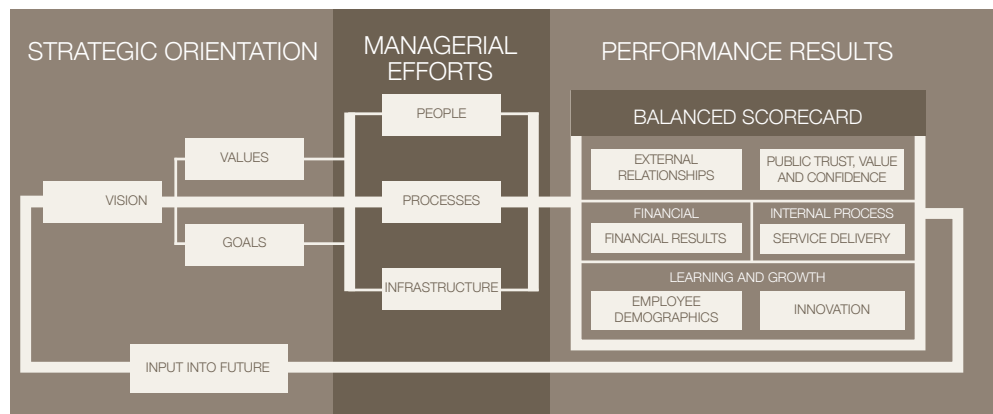 STRATEGIC ORIENTATION
MANAGERIAL
EFFORTS
PERFORMANCE RESULTS
VISION
VALUES
GOALS
INPUT INTO FUTURE
PEOPLE
PROCESSES
INFRASTRUCTURE
BALANCED SCORECARD
EXTERNAL
RELATIONSHIPS
PUBLIC TRUST, VALUE
AND CONFIDENCE
FINANCIAL
FINANCIAL RESULTS
INTERNAL PROCESS
SERVICE DELIVERY
LEARNING AND GROWTH
EMPLOYEE
DEMOGRAPHICS
INNOVATION